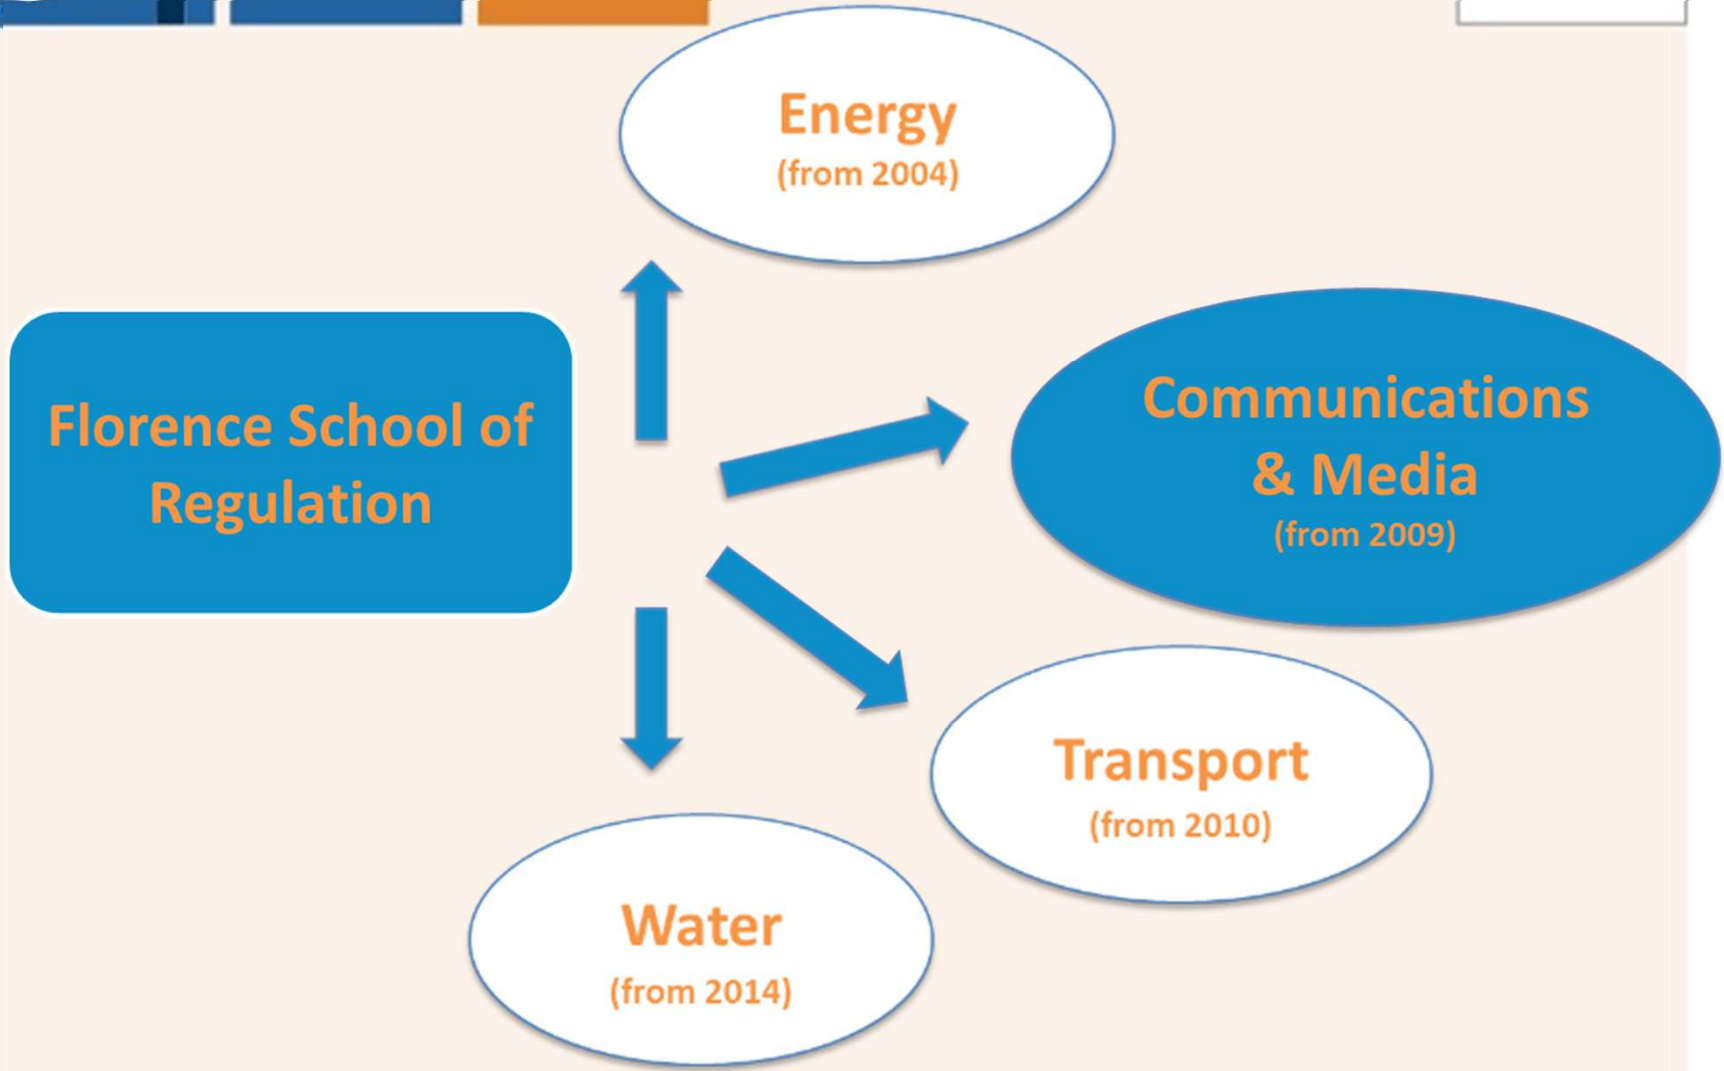 Energy
(from 2004)
Florence School of
Regulation
Communications
& Media
(from 2009)
Transport
(from 2010)
Water
(from 2014)